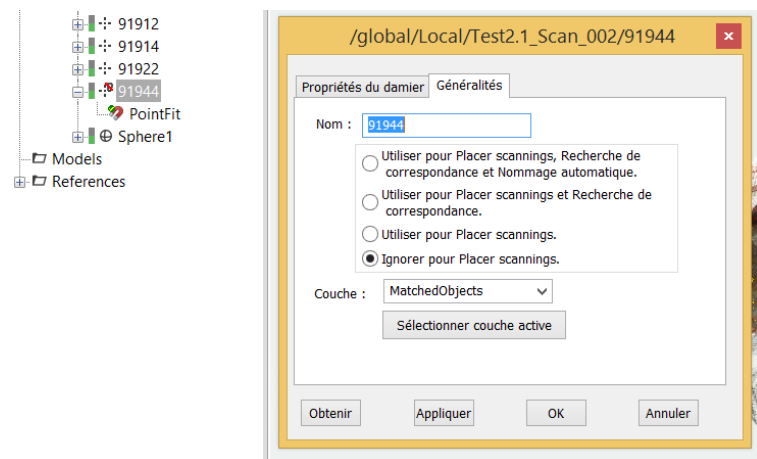 91912
91914
91922
91944
PointFit
Sphere1
Models
References
/global/Local/Test2.1_Scan_002/91944
x
Propriétés du damier
Généralités
Nom :
91944
Utiliser pour Placer scannings, Recherche de
correspondance et Nommage automatique.
Utiliser pour Placer scannings et Recherche de
correspondance.
Utiliser pour Placer scannings.
Ignorer pour Placer scannings.
Couche :
MatchedObjects
Sélectionner couche active
Obtenir
Appliquer
OK
Annuler